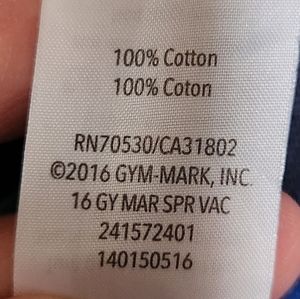 100% Cotton
100% Coton
RN70530/CA31802
©2016 GYM-MARK, INC.
16 GY MAR SPR VAC
241572401
140150516